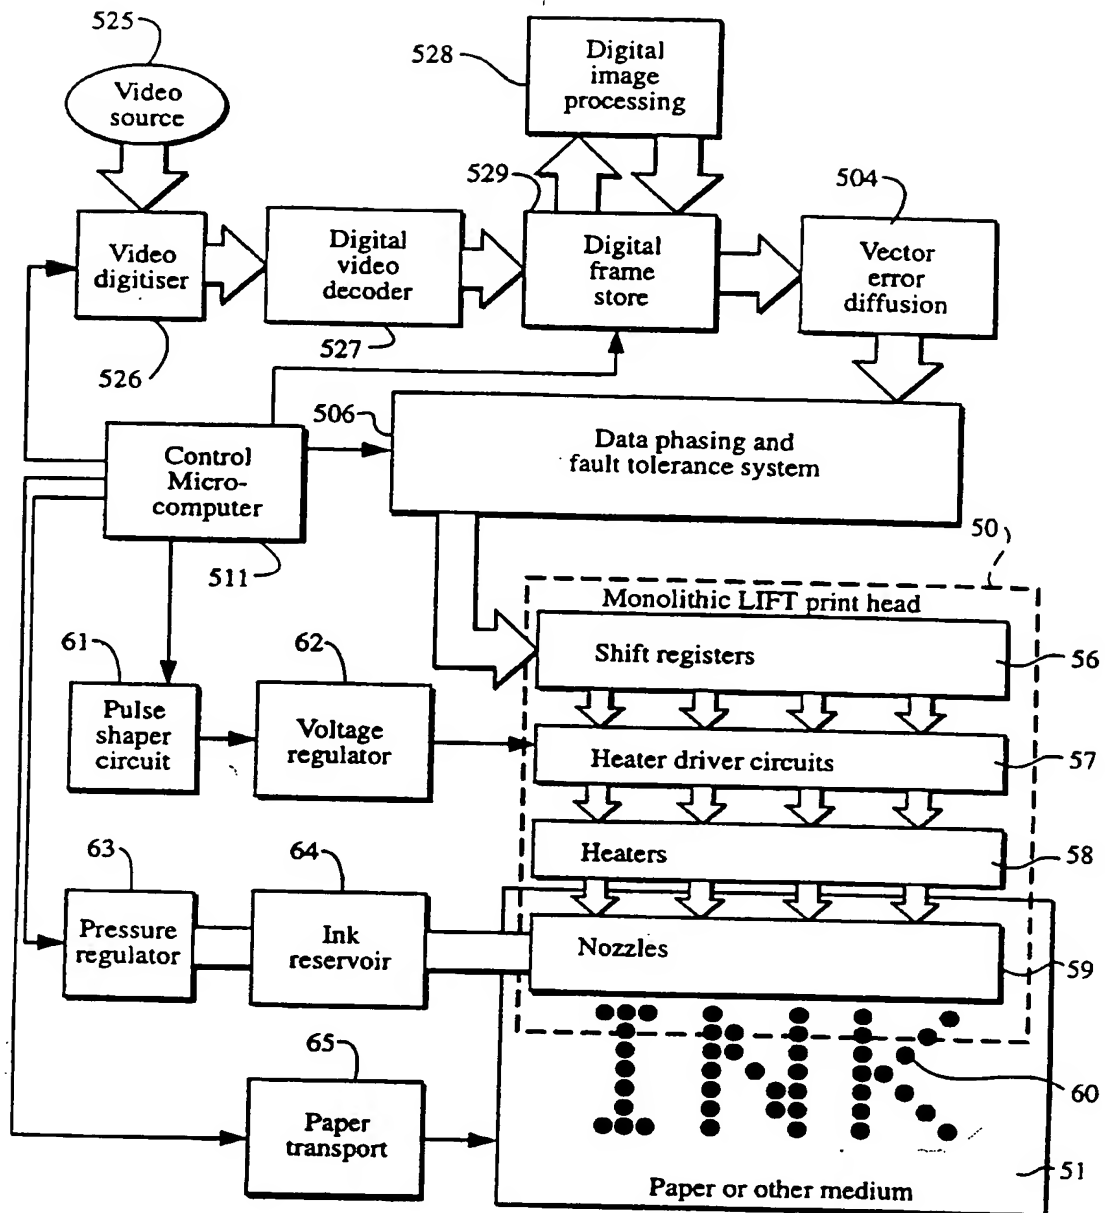 525
Video
source
528
Digital
image
processing
529
504
Video
digitiser
Digital
video
decoder
Digital
frame
store
Vector
error
diffusion
526
527
506
Control
Micro-
computer
Data phasing and
fault tolerance system
511
50
Monolithic LIFT print head
61
62
Shift registers
56
Pulse
shaper
circuit
Voltage
regulator
Heater driver circuits
57
63
64
Heaters
58
Pressure
regulator
Ink
reservoir
Nozzles
59
65
INK
60
Paper
transport
51
Paper or other medium